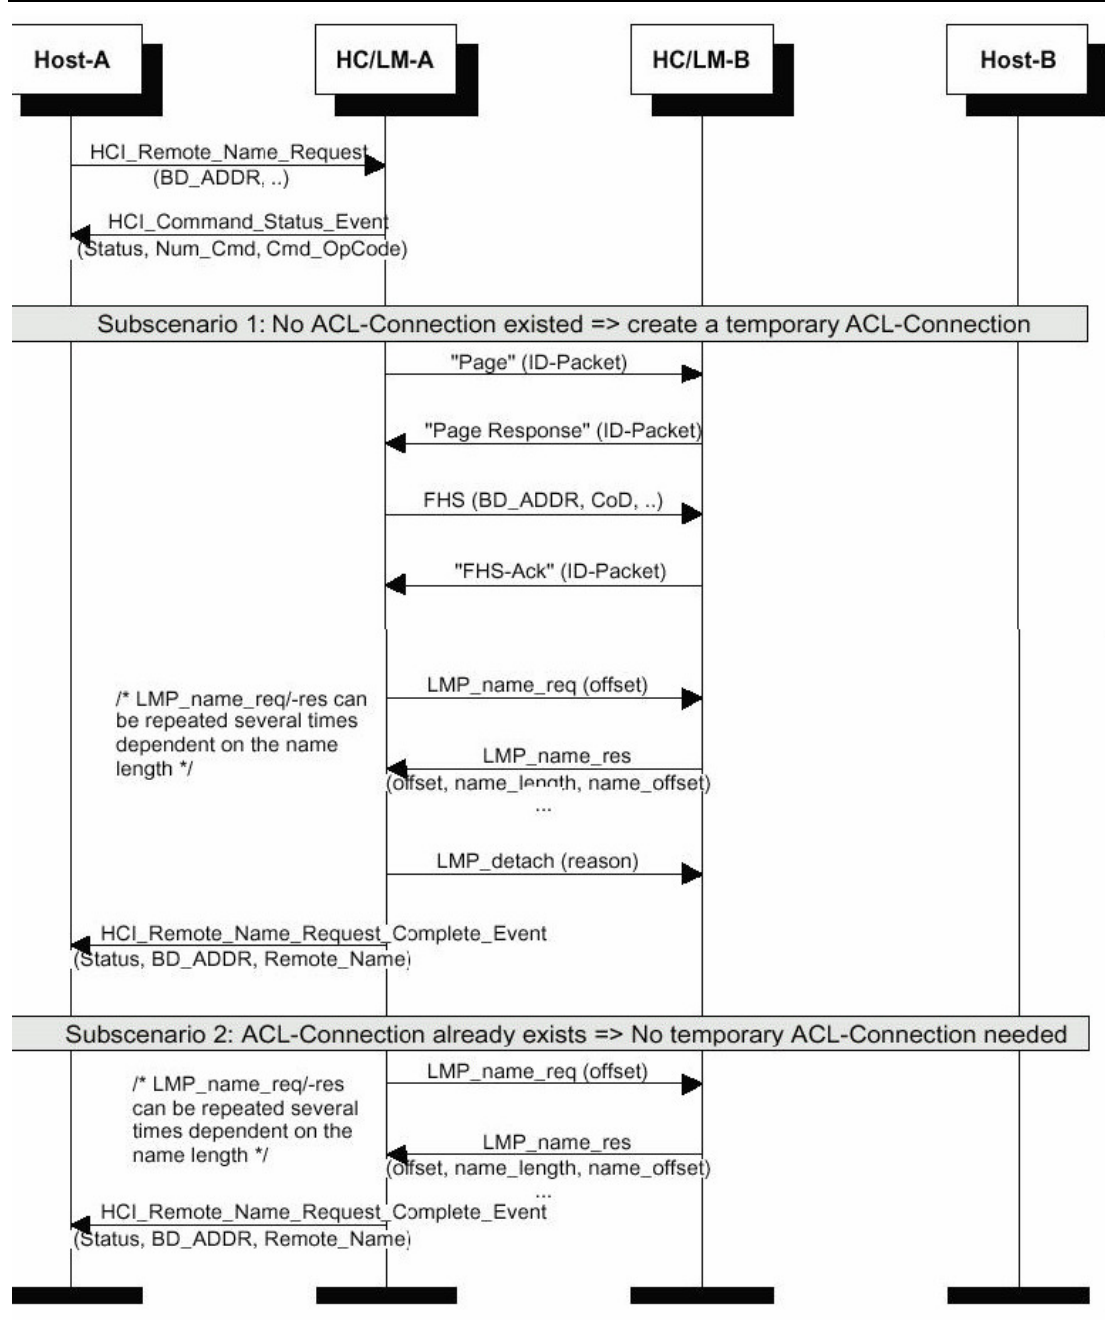 Host-A HC/LM-A HC/LM-B Host-B
HCI_Remote_Name_Request
(BD_ADDR, ..)
HCI_Command_Status_Event
(Status, Num_Cmd, Cmd_OpCode)
Subscenario 1: No ACL-Connection existed => create a temporary ACL-Connection
"Page" (ID-Packet)
"Page Response" (ID-Packet)
FHS (BD_ADDR, CoD, ..)
"FHS-Ack" (ID-Packet)
LMP_name_req (offset)
/* LMP_name_req/-res can
be repeated several times
dependent on the name
length */
LMP_name_res
(offset, name_length, name_offset)
...
LMP_detach (reason)
HCI_Remote_Name_Request_Complete_Event
(Status, BD_ADDR, Remote_Name)
Subscenario 2: ACL-Connection already exists => No temporary ACL-Connection needed
LMP_name_req (offset)
/* LMP_name_req/-res
can be repeated several
times dependent on the
name length */
LMP_name_res
(offset, name_length, name_offset)
...
HCI_Remote_Name_Request_Complete_Event
(Status, BD_ADDR, Remote_Name)